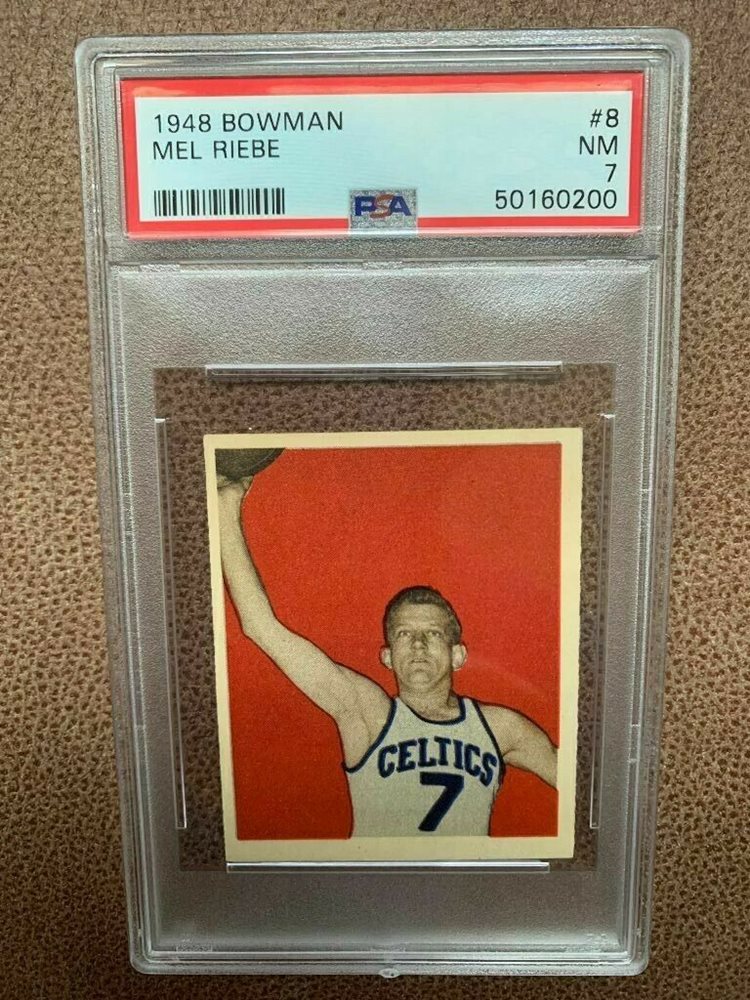 1948 BOWMAN #8
MEL RIEBE NM
7
PSA 50160200
CELTICS
7